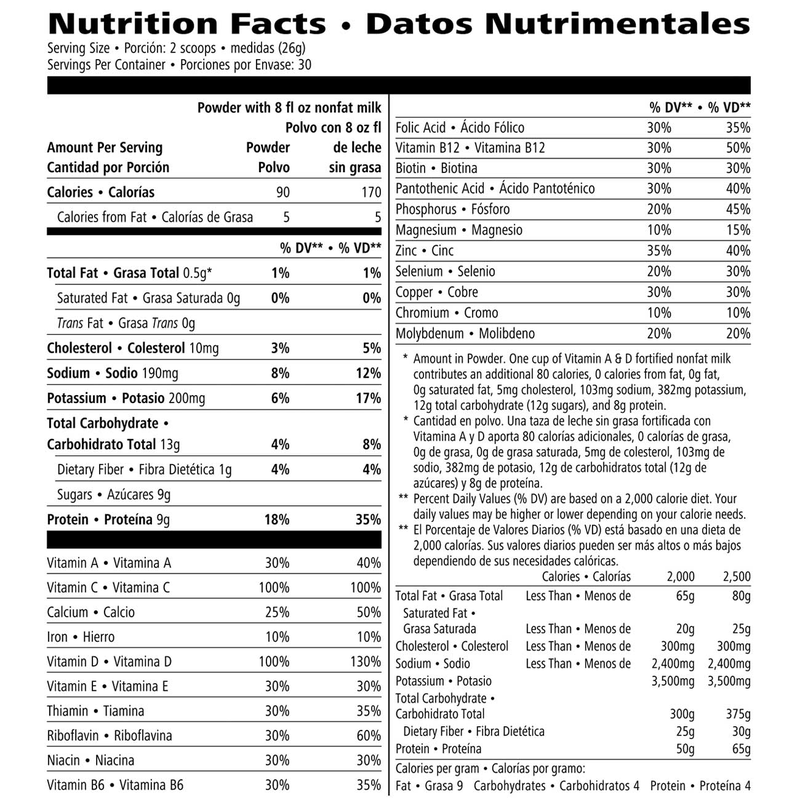 Nutrition Facts • Datos Nutrimentales
Serving Size • Porción: 2 scoops • medidas (26g)
Servings Per Container • Porciones por Envase: 30
Powder with 8 fl oz nonfat milk
Polvo con 8 oz fl
Amount Per Serving Powder de leche
Cantidad por Porción Polvo sin grasa
Calories • Calorías 90 170
Calories from Fat • Calorías de Grasa 5 5
% DV** • % VD**
Total Fat • Grasa Total 0.5g* 1% 1%
Saturated Fat • Grasa Saturada 0g 0% 0%
Trans Fat • Grasa Trans 0g
Cholesterol • Colesterol 10mg 3% 5%
Sodium • Sodio 190mg 8% 12%
Potassium • Potasio 200mg 6% 17%
Total Carbohydrate •
Carbohidrato Total 13g 4% 8%
Dietary Fiber • Fibra Dietética 1g 4% 4%
Sugars • Azúcares 9g
Protein • Proteína 9g 18% 35%
Vitamin A • Vitamina A 30% 40%
Vitamin C • Vitamina C 100% 100%
Calcium • Calcio 25% 50%
Iron • Hierro 10% 10%
Vitamin D • Vitamina D 100% 130%
Vitamin E • Vitamina E 30% 30%
Thiamin • Tiamina 30% 35%
Riboflavin • Riboflavina 30% 60%
Niacin • Niacina 30% 30%
Vitamin B6 • Vitamina B6 30% 35%
% DV** • % VD**
Folic Acid • Ácido Fólico 30% 35%
Vitamin B12 • Vitamina B12 30% 50%
Biotin • Biotina 30% 30%
Pantothenic Acid • Ácido Pantoténico 30% 40%
Phosphorus • Fósforo 20% 45%
Magnesium • Magnesio 10% 15%
Zinc • Cinc 35% 40%
Selenium • Selenio 20% 30%
Copper • Cobre 30% 30%
Chromium • Cromo 10% 10%
Molybdenum • Molibdeno 20% 20%
* Amount in Powder. One cup of Vitamin A & D fortified nonfat milk
contributes an additional 80 calories, 0 calories from fat, 0g fat,
0g saturated fat, 5mg cholesterol, 103mg sodium, 382mg potassium,
12g total carbohydrate (12g sugars), and 8g protein.
* Cantidad en polvo. Una taza de leche sin grasa fortificada con
Vitamina A y D aporta 80 calorías adicionales, 0 calorías de grasa,
0g de grasa, 0g de grasa saturada, 5mg de colesterol, 103mg de
sodio, 382mg de potasio, 12g de carbohidratos total (12g de
azúcares) y 8g de proteína.
** Percent Daily Values (% DV) are based on a 2,000 calorie diet. Your
daily values may be higher or lower depending on your calorie needs.
** El Porcentaje de Valores Diarios (% VD) está basado en una dieta de
2,000 calorías. Sus valores diarios pueden ser más altos o más bajos
dependiendo de sus necesidades calóricas.
Calories • Calorías 2,000 2,500
Total Fat • Grasa Total Less Than • Menos de 65g 80g
Saturated Fat •
Grasa Saturada Less Than • Menos de 20g 25g
Cholesterol • Colesterol Less Than • Menos de 300mg 300mg
Sodium • Sodio Less Than • Menos de 2,400mg 2,400mg
Potassium • Potasio 3,500mg 3,500mg
Total Carbohydrate •
Carbohidrato Total 300g 375g
Dietary Fiber • Fibra Dietética 25g 30g
Protein • Proteína 50g 65g
Calories per gram • Calorías por gramo:
Fat • Grasa 9 Carbohydrates • Carbohidratos 4 Protein • Proteína 4